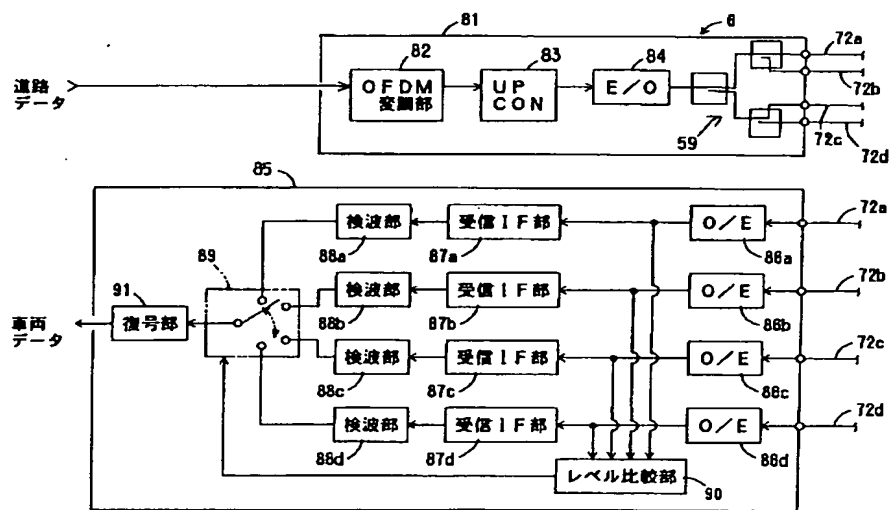 81
6
82
83
84
72a
道路
データ
OFDM
変調部
UP
CON
E/O
72b
59
72c
72d
85
72a
検波部
受信IF部
O/E
89
88a
87a
86a
72b
91
検波部
受信IF部
O/E
車両
データ
復号部
88b
87b
86b
72c
検波部
受信IF部
O/E
88c
87c
86c
72d
検波部
受信IF部
O/E
88d
87d
86d
レベル比較部
90